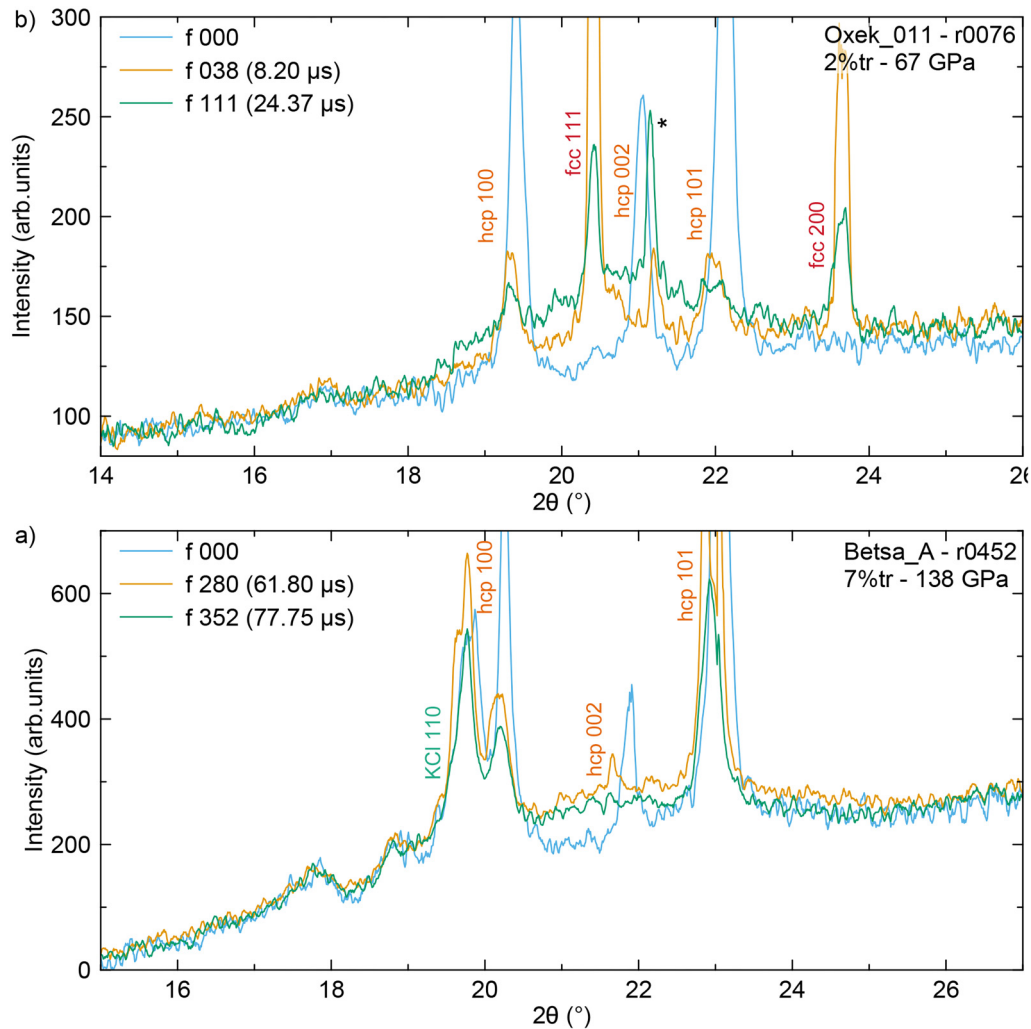 b)
300
250
200
150
100
Intensity (arb.units)
f 000
f 038 (8.20 µs)
f 111 (24.37 µs)
Oxek_011 - r0076
2%tr - 67 GPa
hcp 100
fcc 111
hcp 002
*
hcp 101
fcc 200
14
16
18
20
22
24
26
2θ (°)
a)
600
400
200
0
Intensity (arb.units)
f 000
f 280 (61.80 µs)
f 352 (77.75 µs)
Betsa_A - r0452
7%tr - 138 GPa
KCl 110
hcp 100
hcp 002
hcp 101
16
18
20
22
24
26
2θ (°)